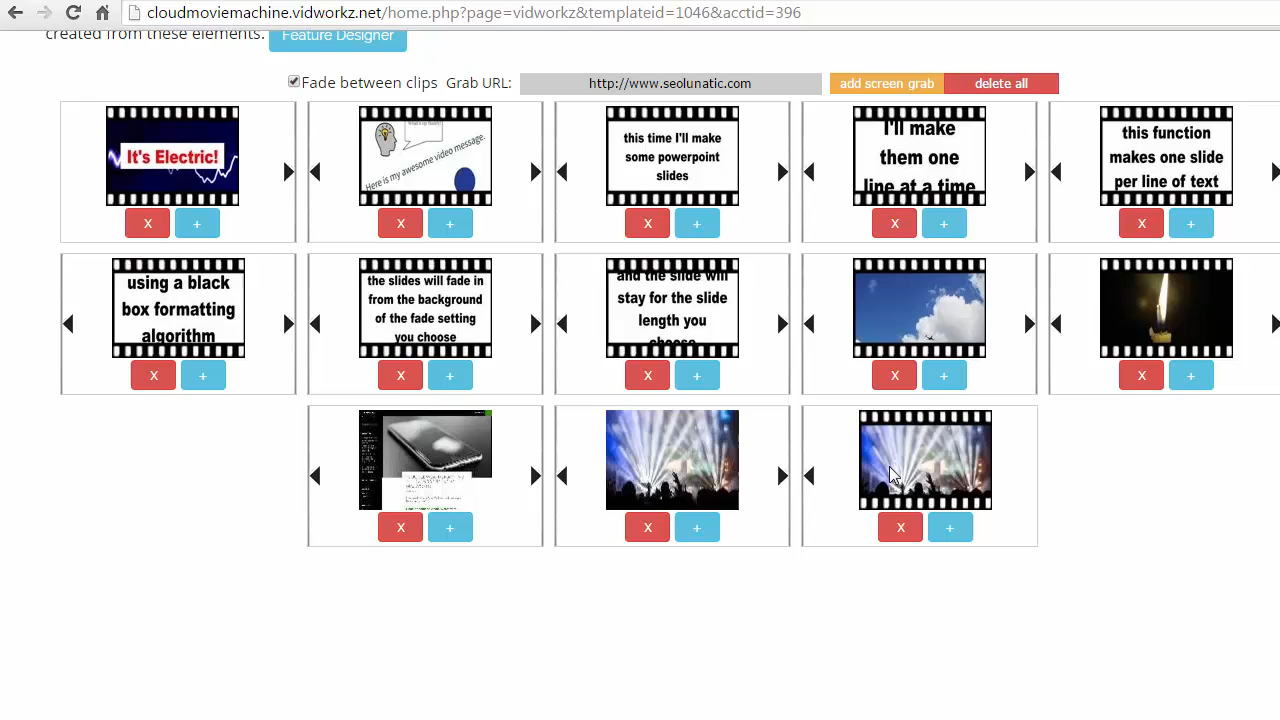 cloudmoviemachine.vidworkz.net/home.php?page=vidworkz&templateid=1046&acctid=396
created from these elements. Feature Designer
Fade between clips Grab URL: http://www.seolunatic.com add screen grab delete all
It's Electric!
What's Up Buddy?
Here is my awesome video message.
this time I'll make
some powerpoint
slides
I'll make
them one
line at a time
this function
makes one slide
per line of text
X + X + X + X + X +
using a black
box formatting
algorithm
the slides will fade in
from the background
of the fade setting
you choose
and the slide will
stay for the slide
length you
choose
X + X + X + X + X +
X + X + X +